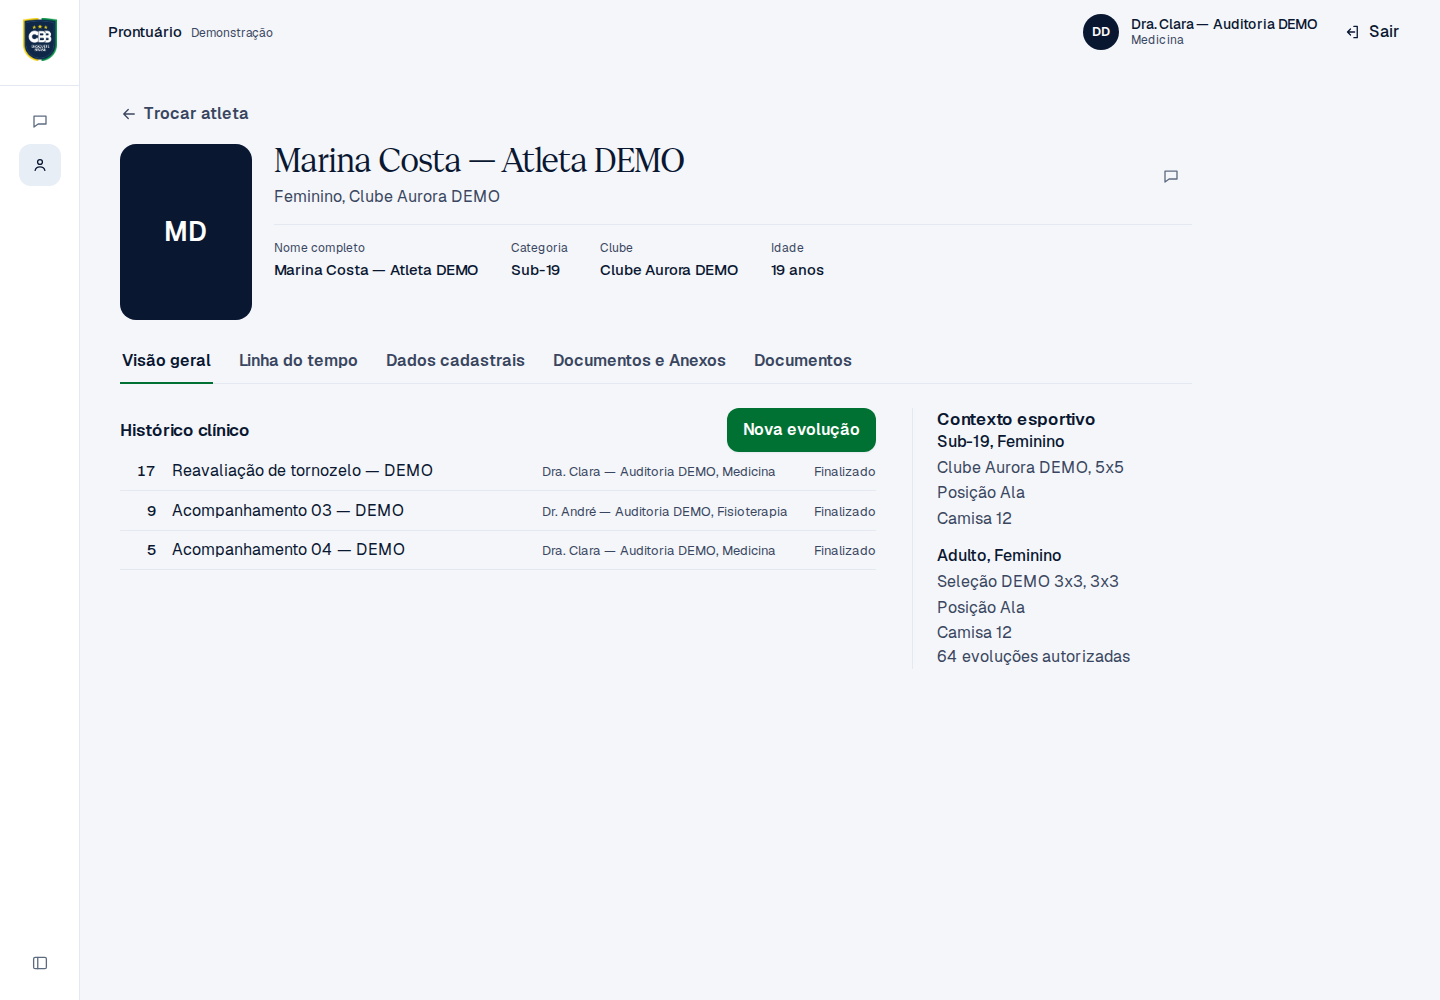 CBB
Prontuário Demonstração
DD
Dra. Clara — Auditoria DEMO
Medicina
Sair
Trocar atleta
MD
Marina Costa — Atleta DEMO
Feminino, Clube Aurora DEMO
Nome completo Categoria Clube Idade
Marina Costa — Atleta DEMO Sub-19 Clube Aurora DEMO 19 anos
Visão geral Linha do tempo Dados cadastrais Documentos e Anexos Documentos
Histórico clínico
Nova evolução
17 Reavaliação de tornozelo — DEMO Dra. Clara — Auditoria DEMO, Medicina Finalizado
9 Acompanhamento 03 — DEMO Dr. André — Auditoria DEMO, Fisioterapia Finalizado
5 Acompanhamento 04 — DEMO Dra. Clara — Auditoria DEMO, Medicina Finalizado
Contexto esportivo
Sub-19, Feminino
Clube Aurora DEMO, 5x5
Posição Ala
Camisa 12
Adulto, Feminino
Seleção DEMO 3x3, 3x3
Posição Ala
Camisa 12
64 evoluções autorizadas